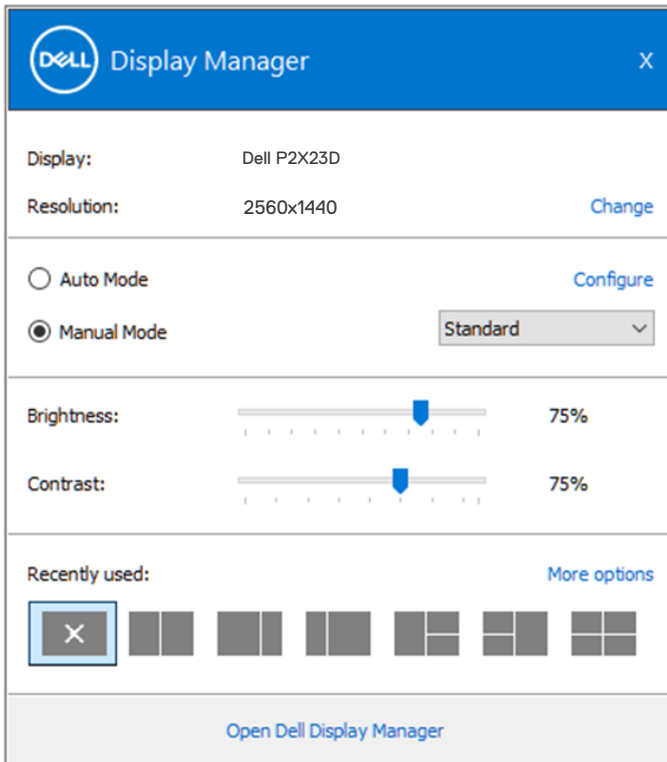 DELL Display Manager X
Display: Dell P2X23D
Resolution: 2560x1440 Change
Auto Mode Configure
Manual Mode Standard
Brightness: 75%
Contrast: 75%
Recently used: More options
Open Dell Display Manager